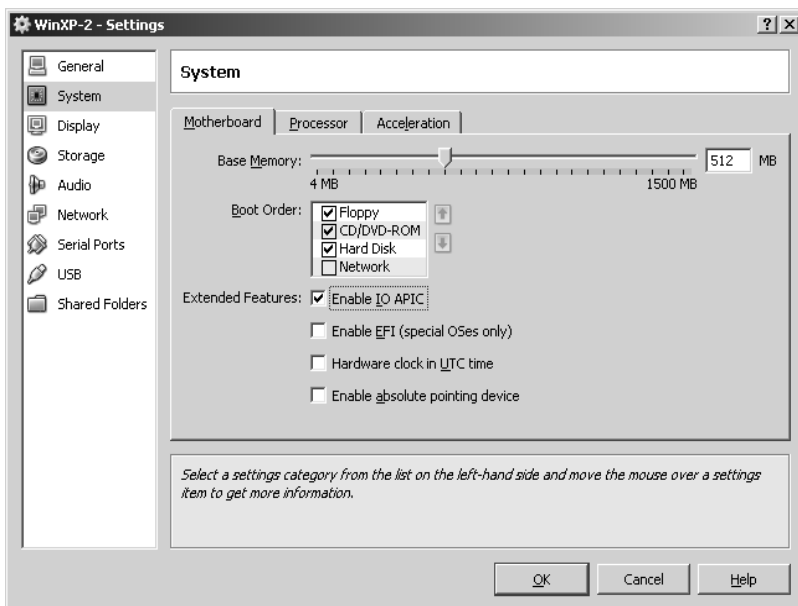 WinXP-2 - Settings
General
System
Display
Storage
Audio
Network
Serial Ports
USB
Shared Folders
System
Motherboard Processor Acceleration
Base Memory: 512 MB
4 MB 1500 MB
Boot Order: Floppy
CD/DVD-ROM
Hard Disk
Network
Extended Features: Enable IO APIC
Enable EFI (special OSes only)
Hardware clock in UTC time
Enable absolute pointing device
Select a settings category from the list on the left-hand side and move the mouse over a settings
item to get more information.
OK Cancel Help